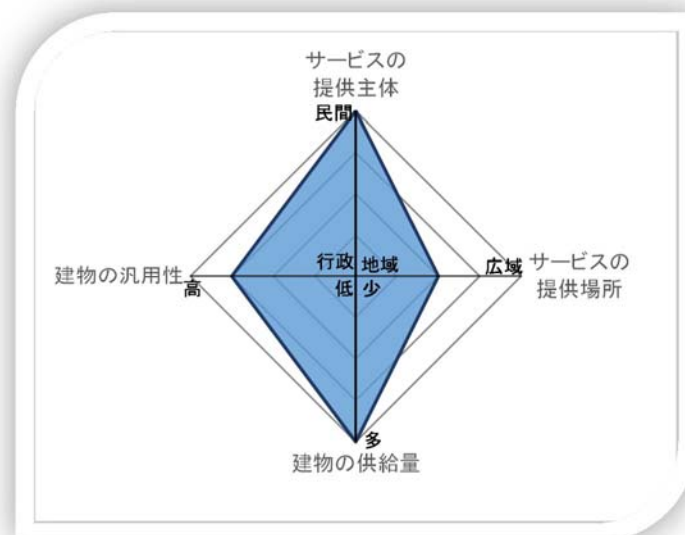 サービスの
提供主体
民間
行政 地域
広域
サービスの
提供場所
建物の汎用性
高
低 少
多
建物の供給量